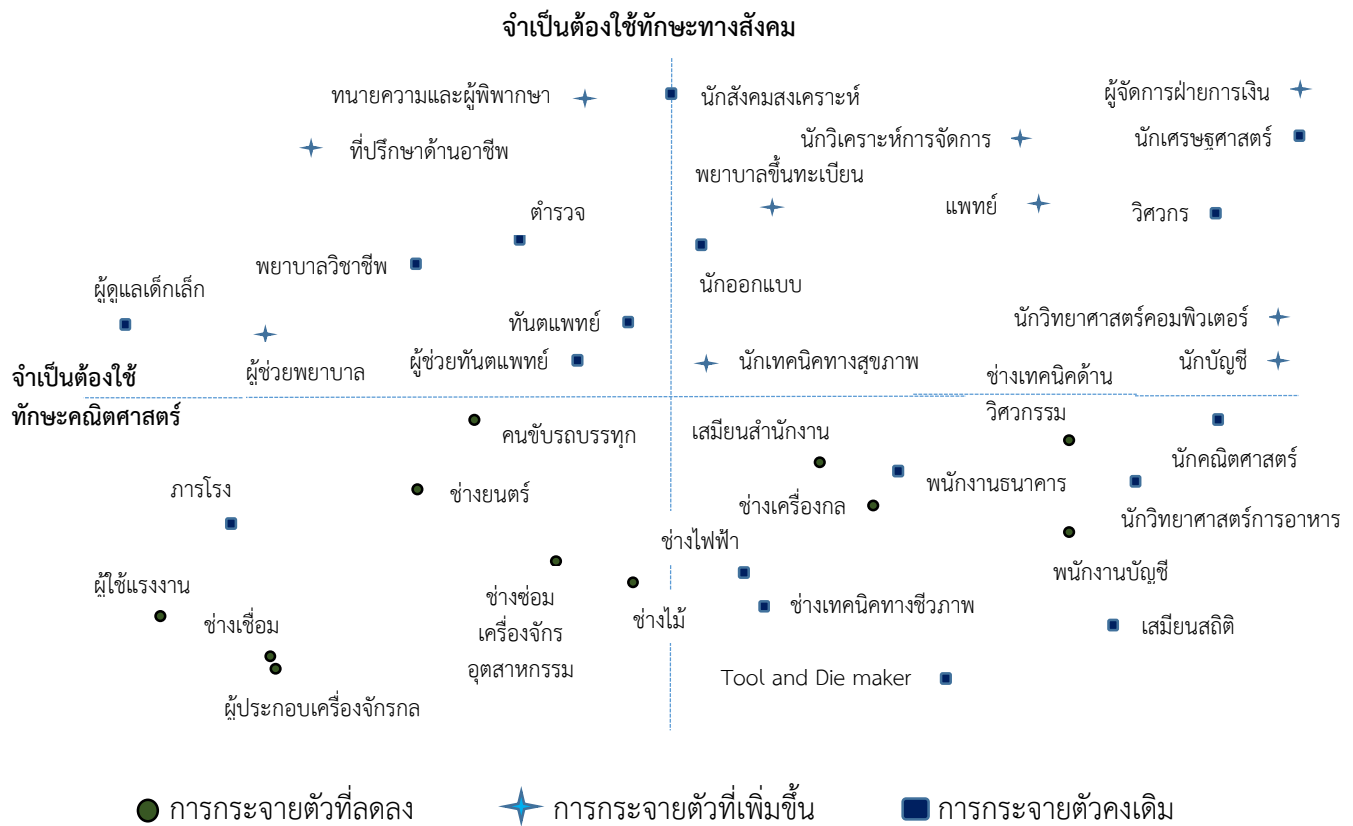 จำเป็นต้องใช้ทักษะทางสังคม
ทนายความและผู้พิพากษา
นักสังคมสงเคราะห์
ผู้จัดการฝ่ายการเงิน
ที่ปรึกษาด้านอาชีพ
นักวิเคราะห์การจัดการ
นักเศรษฐศาสตร์
พยาบาลขึ้นทะเบียน
ตำรวจ
แพทย์
วิศวกร
พยาบาลวิชาชีพ
นักออกแบบ
ผู้ดูแลเด็กเล็ก
ทันตแพทย์
นักวิทยาศาสตร์คอมพิวเตอร์
ผู้ช่วยพยาบาล
ผู้ช่วยทันตแพทย์
นักเทคนิคทางสุขภาพ
นักบัญชี
จำเป็นต้องใช้
ทักษะคณิตศาสตร์
ช่างเทคนิคด้าน
วิศวกรรม
คนขับรถบรรทุก
เสมียนสำนักงาน
นักคณิตศาสตร์
ภารโรง
ช่างยนตร์
พนักงานธนาคาร
ช่างเครื่องกล
นักวิทยาศาสตร์การอาหาร
ช่างไฟฟ้า
พนักงานบัญชี
ผู้ใช้แรงงาน
ช่างซ่อม
เครื่องจักร
อุตสาหกรรม
ช่างไม้
ช่างเทคนิคทางชีวภาพ
ช่างเชื่อม
เสมียนสถิติ
Tool and Die maker
ผู้ประกอบเครื่องจักรกล
การกระจายตัวที่ลดลง
การกระจายตัวที่เพิ่มขึ้น
การกระจายตัวคงเดิม